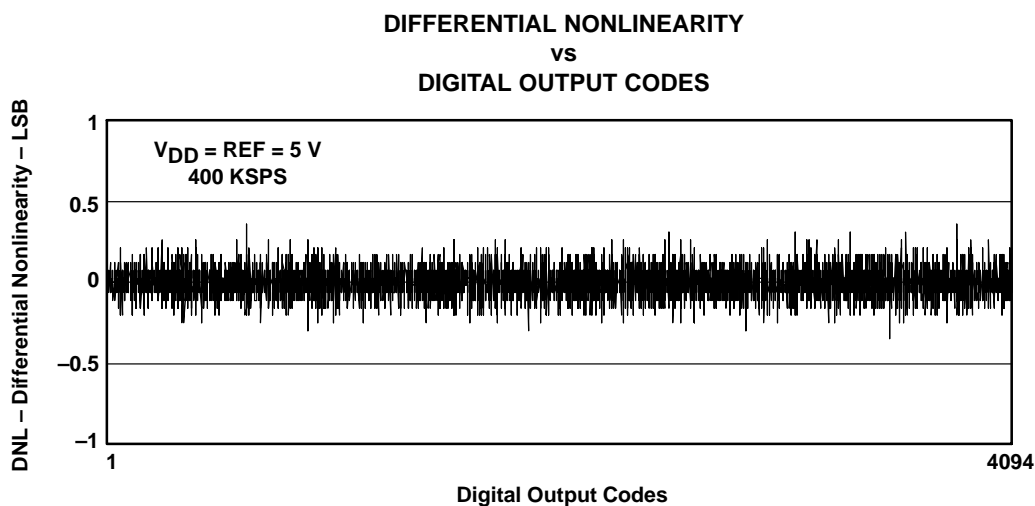 DIFFERENTIAL NONLINEARITY
vs
DIGITAL OUTPUT CODES
DNL – Differential Nonlinearity – LSB
1
VDD = REF = 5 V
400 KSPS
0.5
0
–0.5
–1
1
4094
Digital Output Codes